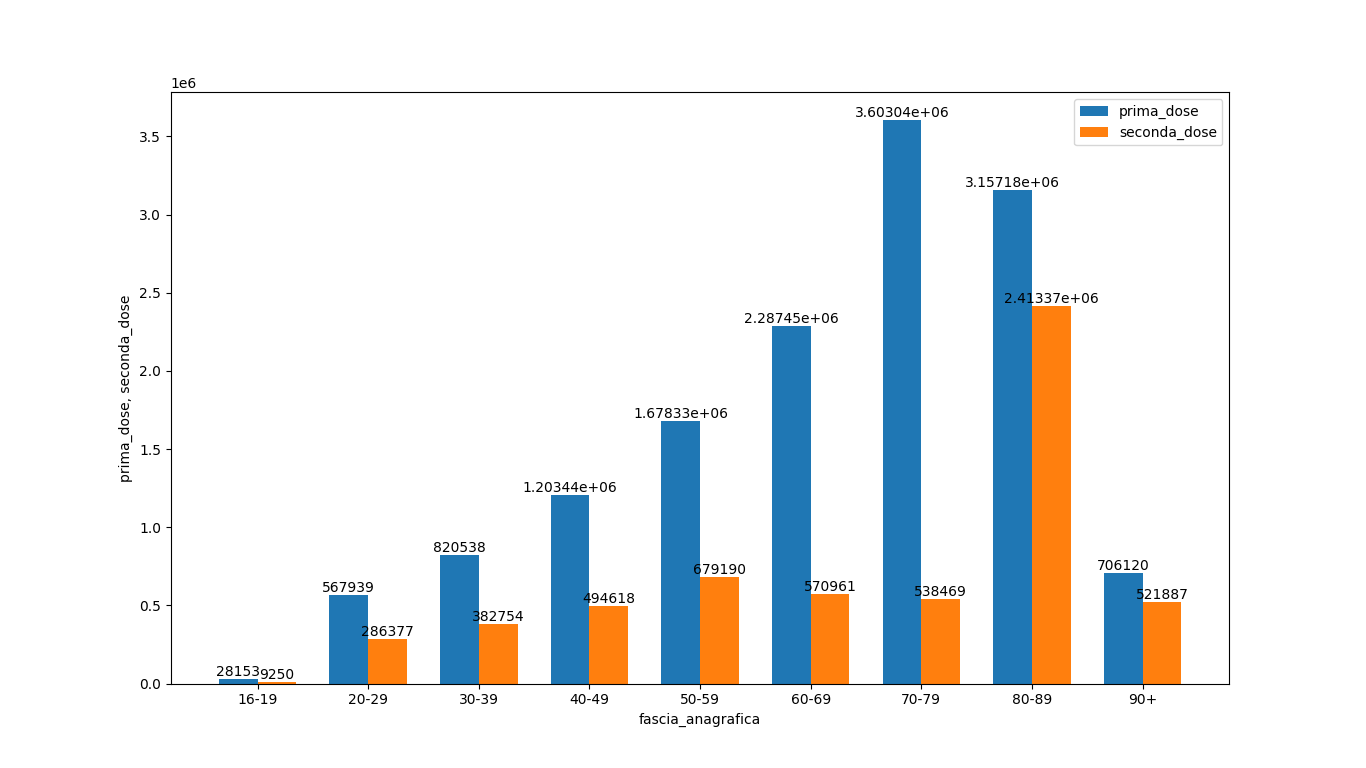 1e6
3.60304e+06
prima_dose
seconda_dose
3.5
3.15718e+06
3.0
2.5
2.41337e+06
2.28745e+06
2.0
prima_dose, seconda_dose
1.67833e+06
1.5
1.20344e+06
1.0
820538
567939
706120
679190
570961
538469
521887
494618
0.5
382754
286377
28153
9250
0.0
16-19 20-29 30-39 40-49 50-59 60-69 70-79 80-89 90+
fascia_anagrafica